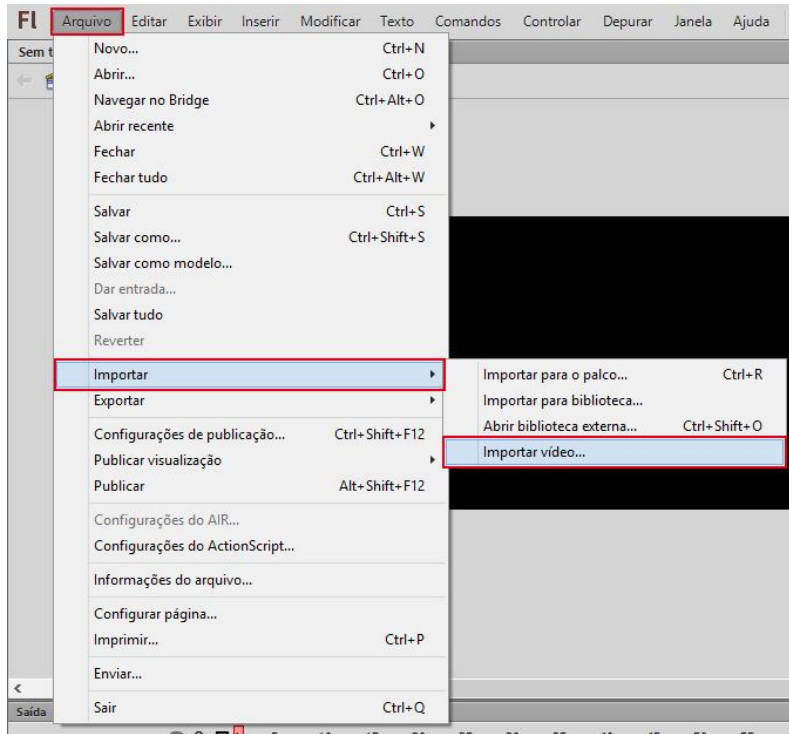 Fl Arquivo Editar Exibir Inserir Modificar Texto Comandos Controlar Depurar Janela Ajuda
Sem t
Novo... Ctrl+N
Abrir... Ctrl+O
Navegar no Bridge Ctrl+Alt+O
Abrir recente
Fechar Ctrl+W
Fechar tudo Ctrl+Alt+W
Salvar Ctrl+S
Salvar como... Ctrl+Shift+S
Salvar como modelo...
Dar entrada...
Salvar tudo
Reverter
Importar
Exportar
Configurações de publicação... Ctrl+Shift+F12
Publicar visualização
Publicar Alt+Shift+F12
Configurações do AIR...
Configurações do ActionScript...
Informações do arquivo...
Configurar página...
Imprimir... Ctrl+P
Enviar...
Sair Ctrl+Q
Importar para o palco... Ctrl+R
Importar para biblioteca...
Abrir biblioteca externa... Ctrl+Shift+O
Importar vídeo...
Saída